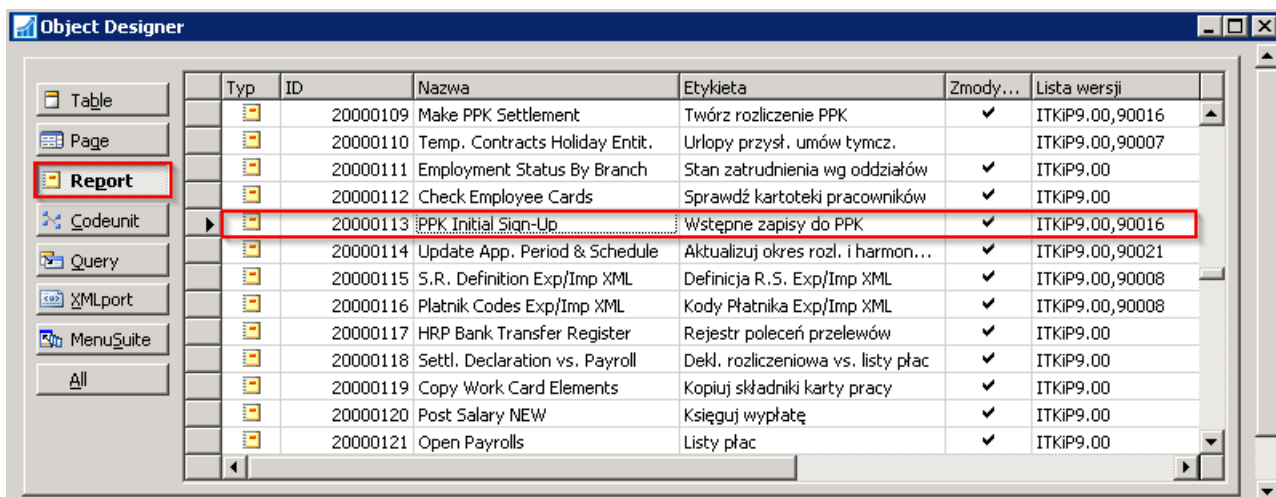 Object Designer
Table
Page
Report
Codeunit
Query
XMLport
MenuSuite
All
Typ ID Nazwa Etykieta Zmody... Lista wersji
20000109 Make PPK Settlement Twórz rozliczenie PPK ✔ ITKiP9.00,90016
20000110 Temp. Contracts Holiday Entit. Urlopy przysł. umów tymcz. ITKiP9.00,90007
20000111 Employment Status By Branch Stan zatrudnienia wg oddziałów ✔ ITKiP9.00
20000112 Check Employee Cards Sprawdź kartoteki pracowników ✔ ITKiP9.00
20000113 PPK Initial Sign-Up Wstępne zapisy do PPK ✔ ITKiP9.00,90016
20000114 Update App. Period & Schedule Aktualizuj okres rozl. i harmon... ✔ ITKiP9.00,90021
20000115 S.R. Definition Exp/Imp XML Definicja R.S. Exp/Imp XML ✔ ITKiP9.00,90008
20000116 Platnik Codes Exp/Imp XML Kody Płatnika Exp/Imp XML ✔ ITKiP9.00,90008
20000117 HRP Bank Transfer Register Rejestr poleceń przelewów ✔ ITKiP9.00
20000118 Settl. Declaration vs. Payroll Dekl. rozliczeniowa vs. listy płac ✔ ITKiP9.00
20000119 Copy Work Card Elements Kopiuj składniki karty pracy ✔ ITKiP9.00
20000120 Post Salary NEW Księguj wypłatę ✔ ITKiP9.00
20000121 Open Payrolls Listy płac ✔ ITKiP9.00